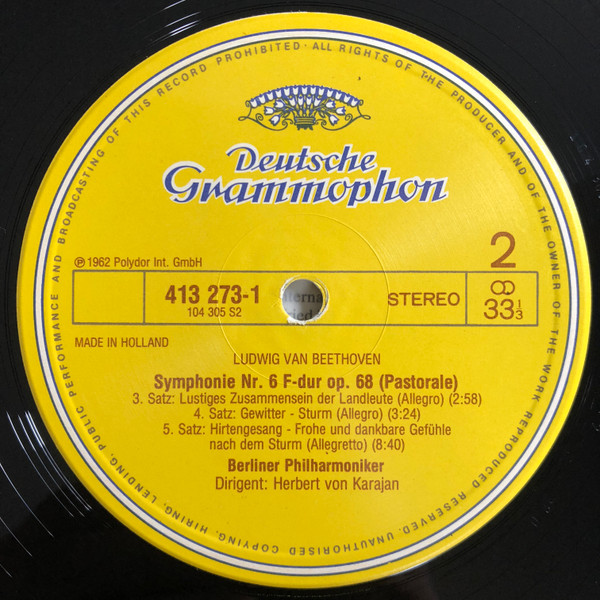 PUBLIC PERFORMANCE AND BROADCASTING OF THIS RECORD PROHIBITED · ALL RIGHTS OF THE PRODUCER AND OF THE OWNER OF THE WORK REPRODUCED RESERVED. UNAUTHORISED COPYING, HIRING, LENDING,
Deutsche
Grammophon
℗ 1962 Polydor Int. GmbH
2
413 273-1
104 305 S2
STEREO
33 1/3
MADE IN HOLLAND
LUDWIG VAN BEETHOVEN
Symphonie Nr. 6 F-dur op. 68 (Pastorale)
3. Satz: Lustiges Zusammensein der Landleute (Allegro) (2:58)
4. Satz: Gewitter - Sturm (Allegro) (3:24)
5. Satz: Hirtengesang - Frohe und dankbare Gefühle
nach dem Sturm (Allegretto) (8:40)
Berliner Philharmoniker
Dirigent: Herbert von Karajan